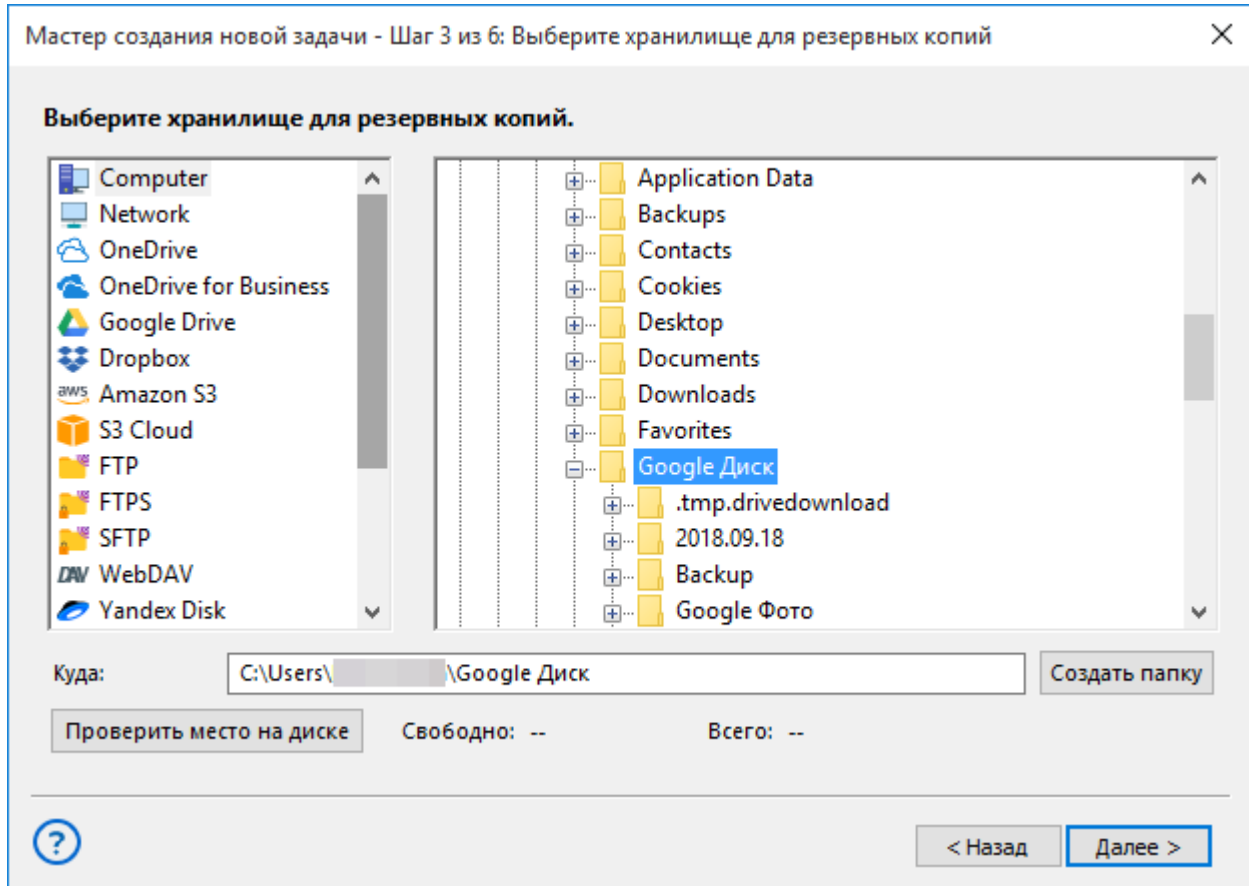 Мастер создания новой задачи - Шаг 3 из 6: Выберите хранилище для резервных копий
Выберите хранилище для резервных копий.
Computer
Network
OneDrive
OneDrive for Business
Google Drive
Dropbox
aws Amazon S3
S3 Cloud
FTP
FTPS
SFTP
DAV WebDAV
Yandex Disk
Application Data
Backups
Contacts
Cookies
Desktop
Documents
Downloads
Favorites
Google Диск
.tmp.drivedownload
2018.09.18
Backup
Google Фото
Куда: C:\Users\ \Google Диск Создать папку
Проверить место на диске Свободно: -- Всего: --
? < Назад Далее >